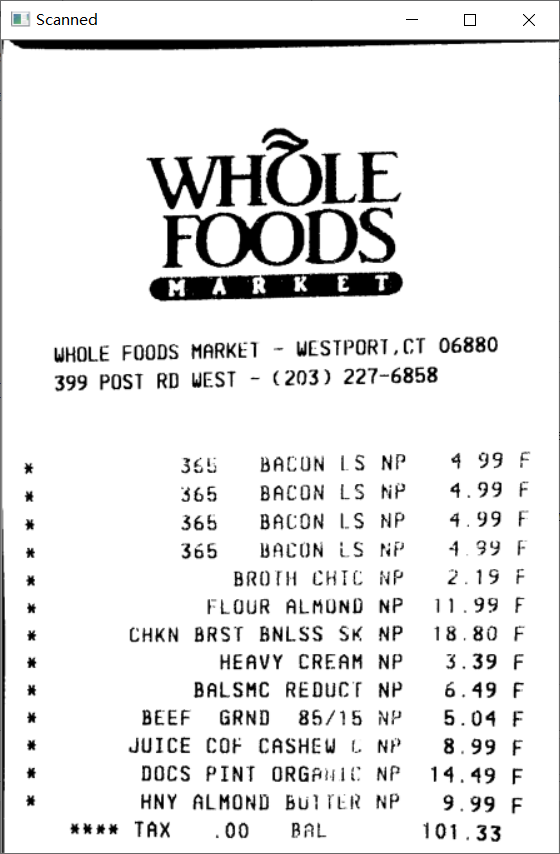 Scanned
WHOLE
FOODS
MARKET
WHOLE FOODS MARKET - WESTPORT,CT 06880
399 POST RD WEST - (203) 227-6858
* 365 BACON LS NP 4 99 F
* 365 BACON LS NP 4.99 F
* 365 BACON LS NP 4.99 F
* 365 BACON LS NP 4.99 F
* BROTH CHIC NP 2.19 F
* FLOUR ALMOND NP 11.99 F
* CHKN BRST BNLSS SK NP 18.80 F
* HEAVY CREAM NP 3.39 F
* BALSMC REDUCT NP 6.49 F
* BEEF GRND 85/15 NP 5.04 F
* JUICE COF CASHEW C NP 8.99 F
* DOCS PINT ORGANIC NP 14.49 F
* HNY ALMOND BUTTER NP 9.99 F
**** TAX .00 BAL 101.33